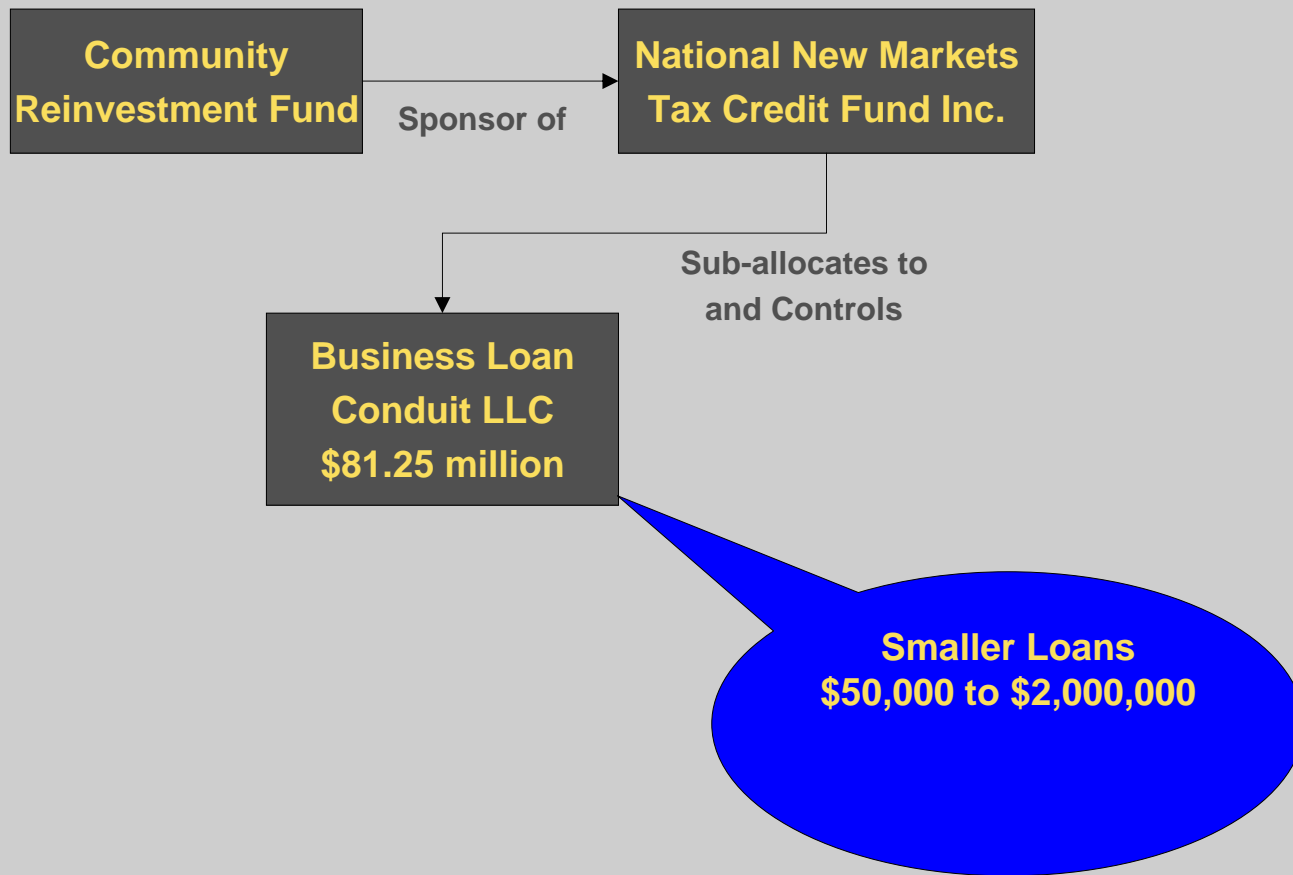 Community
Reinvestment Fund
Sponsor of
National New Markets
Tax Credit Fund Inc.
Sub-allocates to
and Controls
Business Loan
Conduit LLC
$81.25 million
Smaller Loans
$50,000 to $2,000,000